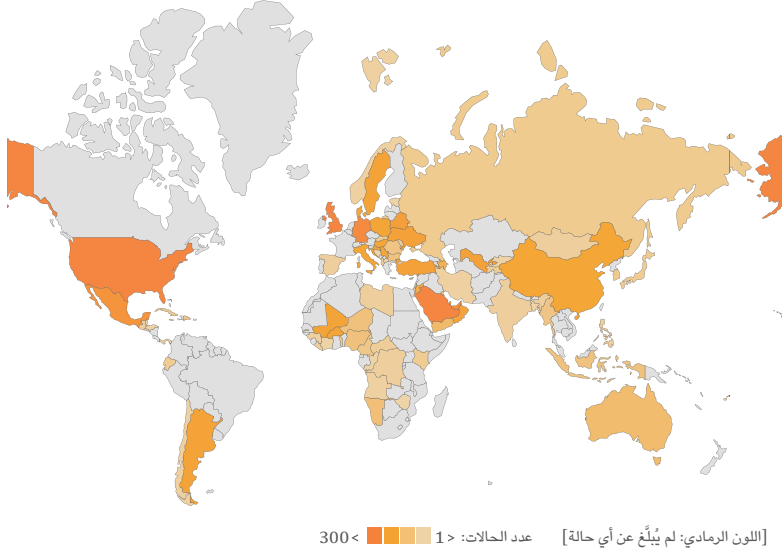 [اللون الرمادي: لم يُبلَّغ عن أي حالة] عدد الحالات: <1 >300